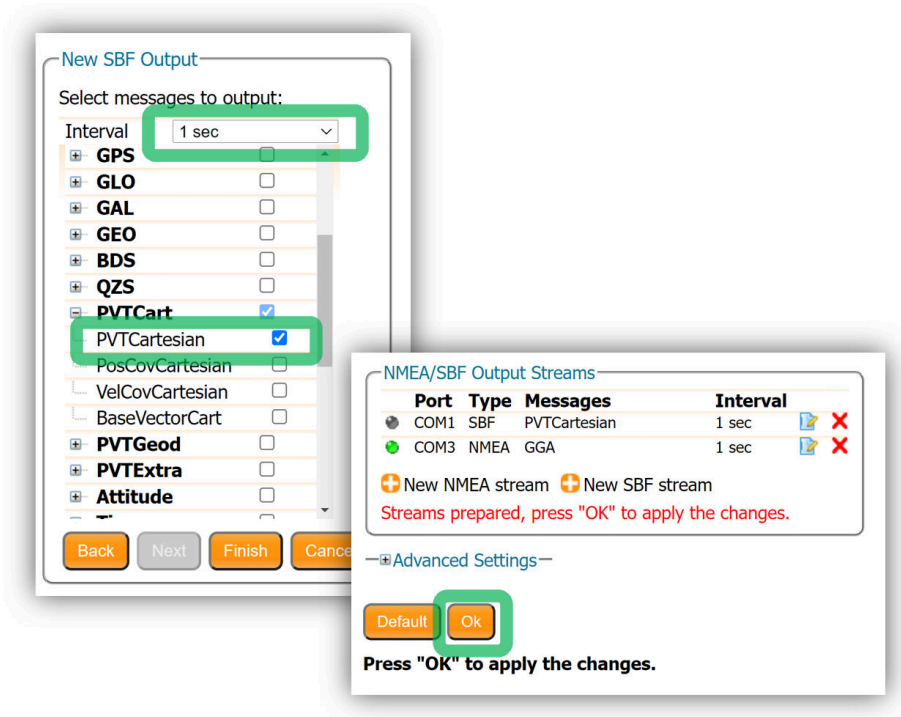 New SBF Output
Select messages to output:
Interval 1 sec
GPS
GLO
GAL
GEO
BDS
QZS
PVTCart
PVTCartesian
PosCovCartesian
VelCovCartesian
BaseVectorCart
PVTGeod
PVTExtra
Attitude
Back Next Finish Cance
NMEA/SBF Output Streams
Port Type Messages Interval
COM1 SBF PVTCartesian 1 sec
COM3 NMEA GGA 1 sec
New NMEA stream New SBF stream
Streams prepared, press "OK" to apply the changes.
Advanced Settings
Default Ok
Press "OK" to apply the changes.